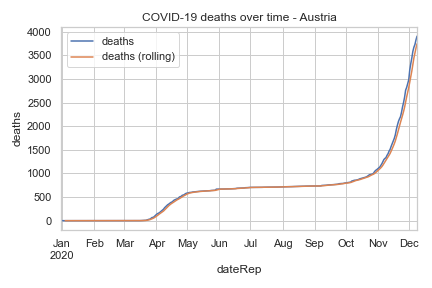 COVID-19 deaths over time - Austria
deaths
deaths (rolling)
4000
3500
3000
2500
2000
1500
1000
500
0
deaths
Jan Feb Mar Apr May Jun Jul Aug Sep Oct Nov Dec
2020
dateRep